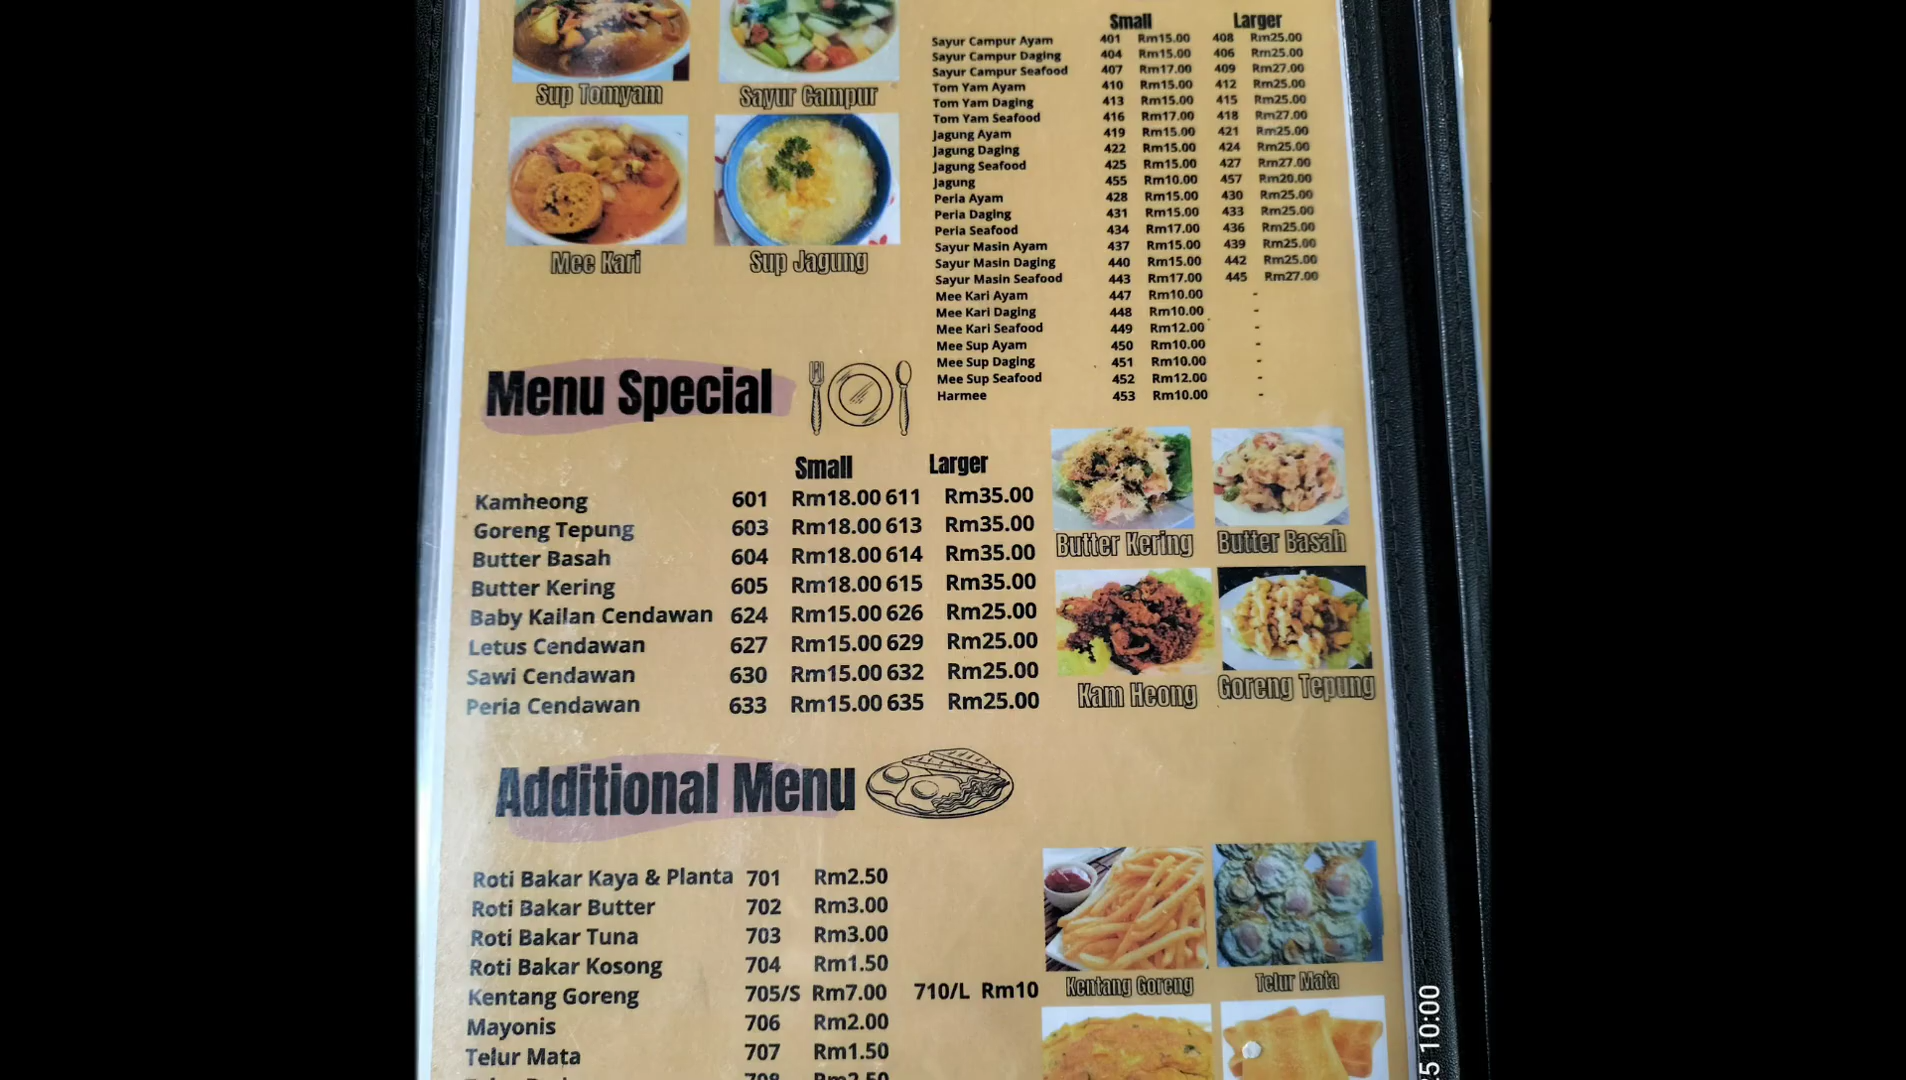 Small Larger
Sayur Campur Ayam 401 Rm15.00 408 Rm25.00
Sayur Campur Daging 404 Rm15.00 406 Rm25.00
Sayur Campur Seafood 407 Rm17.00 409 Rm27.00
Tom Yam Ayam 410 Rm15.00 412 Rm25.00
Tom Yam Daging 413 Rm15.00 415 Rm25.00
Tom Yam Seafood 416 Rm17.00 418 Rm27.00
Jagung Ayam 419 Rm15.00 421 Rm25.00
Jagung Daging 422 Rm15.00 424 Rm25.00
Jagung Seafood 425 Rm15.00 427 Rm27.00
Jagung 455 Rm10.00 457 Rm20.00
Peria Ayam 428 Rm15.00 430 Rm25.00
Peria Daging 431 Rm15.00 433 Rm25.00
Peria Seafood 434 Rm17.00 436 Rm25.00
Sayur Masin Ayam 437 Rm15.00 439 Rm25.00
Sayur Masin Daging 440 Rm15.00 442 Rm25.00
Sayur Masin Seafood 443 Rm17.00 445 Rm27.00
Mee Kari Ayam 447 Rm10.00 -
Mee Kari Daging 448 Rm10.00 -
Mee Kari Seafood 449 Rm12.00 -
Mee Sup Ayam 450 Rm10.00 -
Mee Sup Daging 451 Rm10.00 -
Mee Sup Seafood 452 Rm12.00 -
Harmee 453 Rm10.00 -
Sup Tomyam Sayur Campur
Mee Kari Sup Jagung
Menu Special
Small Larger
Kamheong 601 Rm18.00 611 Rm35.00
Goreng Tepung 603 Rm18.00 613 Rm35.00
Butter Basah 604 Rm18.00 614 Rm35.00
Butter Kering 605 Rm18.00 615 Rm35.00
Baby Kailan Cendawan 624 Rm15.00 626 Rm25.00
Letus Cendawan 627 Rm15.00 629 Rm25.00
Sawi Cendawan 630 Rm15.00 632 Rm25.00
Peria Cendawan 633 Rm15.00 635 Rm25.00
Butter Kering Butter Basah
Kam Heong Goreng Tepung
Additional Menu
Roti Bakar Kaya & Planta 701 Rm2.50
Roti Bakar Butter 702 Rm3.00
Roti Bakar Tuna 703 Rm3.00
Roti Bakar Kosong 704 Rm1.50
Kentang Goreng 705/S Rm7.00 710/L Rm10
Mayonis 706 Rm2.00
Telur Mata 707 Rm1.50
Kentang Goreng Telur Mata
10:00